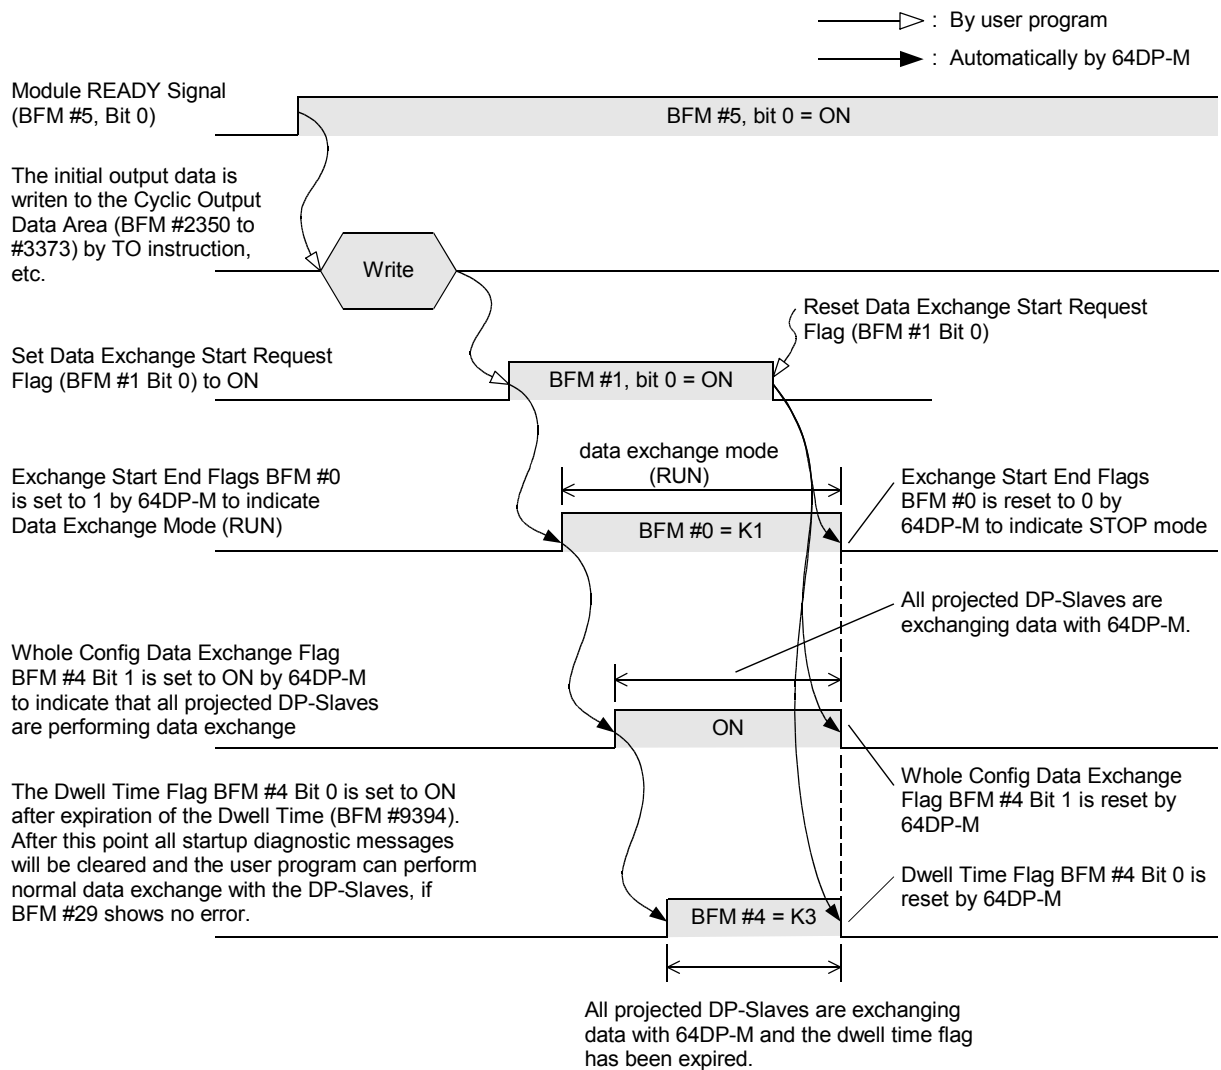 : By user program
: Automatically by 64DP-M
Module READY Signal
(BFM #5, Bit 0)
BFM #5, bit 0 = ON
The initial output data is
writen to the Cyclic Output
Data Area (BFM #2350 to
#3373) by TO instruction,
etc.
Write
Reset Data Exchange Start Request
Flag (BFM #1 Bit 0)
Set Data Exchange Start Request
Flag (BFM #1 Bit 0) to ON
BFM #1, bit 0 = ON
data exchange mode
(RUN)
Exchange Start End Flags BFM #0
is set to 1 by 64DP-M to indicate
Data Exchange Mode (RUN)
BFM #0 = K1
Exchange Start End Flags
BFM #0 is reset to 0 by
64DP-M to indicate STOP mode
All projected DP-Slaves are
exchanging data with 64DP-M.
Whole Config Data Exchange Flag
BFM #4 Bit 1 is set to ON by 64DP-M
to indicate that all projected DP-Slaves
are performing data exchange
ON
Whole Config Data Exchange
Flag BFM #4 Bit 1 is reset by
64DP-M
The Dwell Time Flag BFM #4 Bit 0 is set to ON
after expiration of the Dwell Time (BFM #9394).
After this point all startup diagnostic messages
will be cleared and the user program can perform
normal data exchange with the DP-Slaves, if
BFM #29 shows no error.
BFM #4 = K3
Dwell Time Flag BFM #4 Bit 0 is
reset by 64DP-M
All projected DP-Slaves are exchanging
data with 64DP-M and the dwell time flag
has been expired.